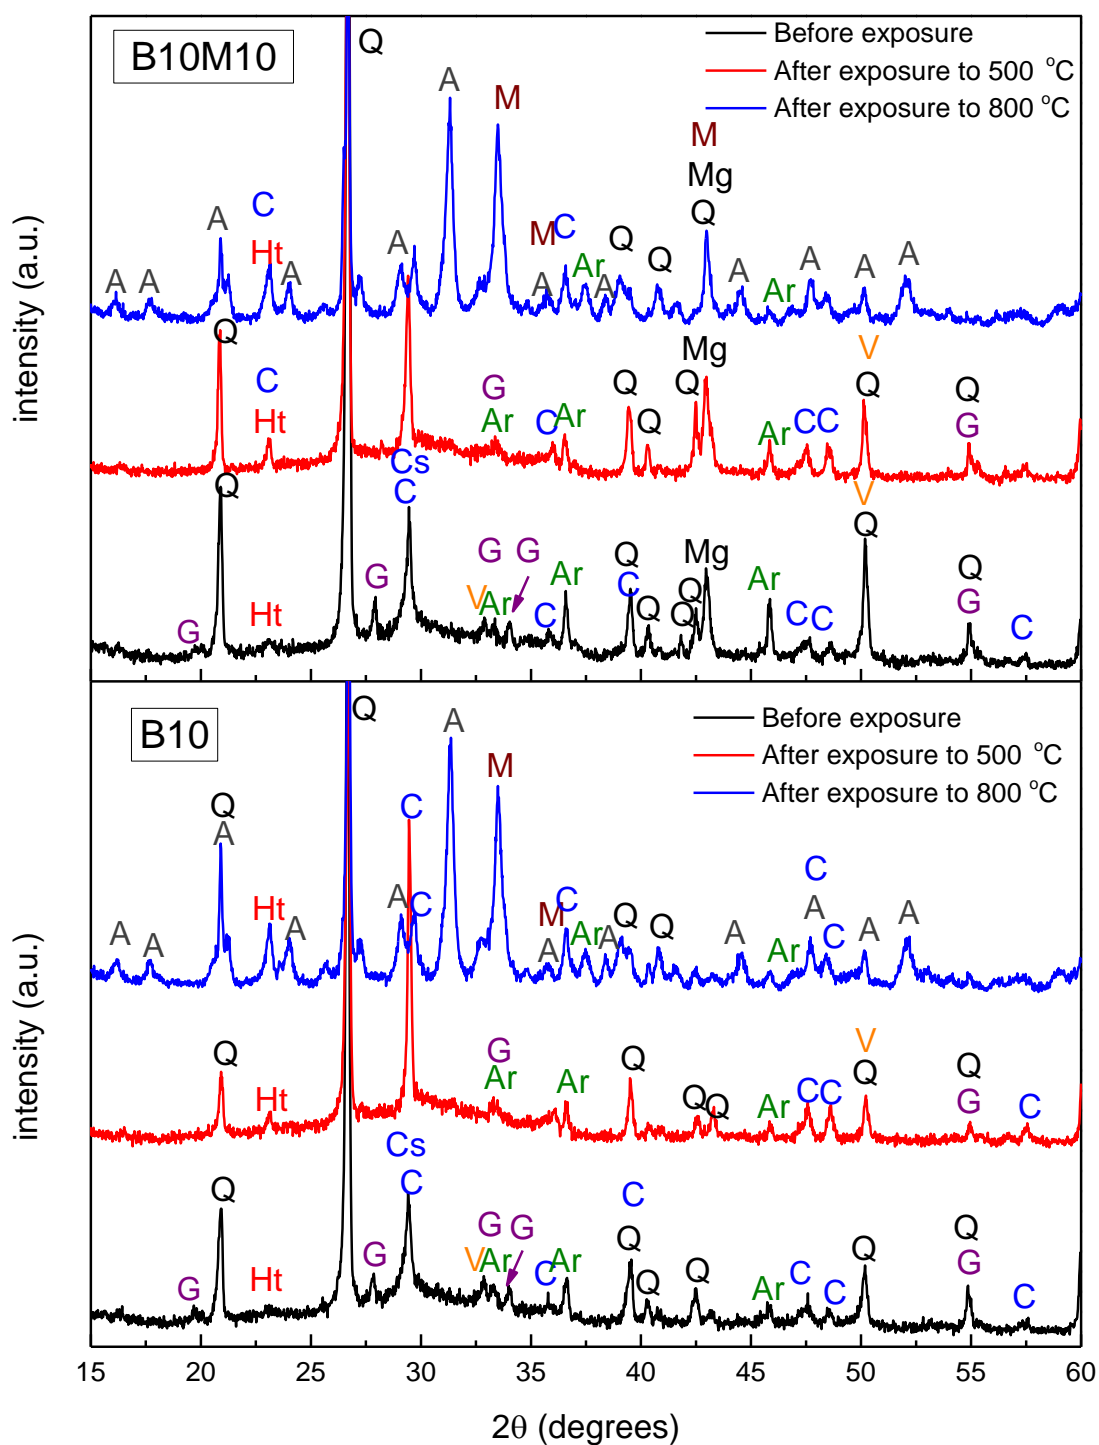 B10M10
Before exposure
After exposure to 500 °C
After exposure to 800 °C
Q
A
M
M
Mg
Q
C
Ht
A
A
A
A
A
M
A
C
Ar
A
Q
Q
A
Ar
A
A
A
Q
C
Ht
G
Ar
C
Ar
Q
Q
Q
Mg
Ar
C
C
V
Q
Q
G
Q
G
Ht
G
Cs
C
V
G
Ar
G
C
Ar
Q
C
Q
Q
Q
Mg
Ar
C
C
V
Q
Q
G
C
intensity (a.u.)
B10
Before exposure
After exposure to 500 °C
After exposure to 800 °C
Q
A
M
A
A
Q
A
Ht
A
A
C
M
A
C
Ar
A
Q
Q
A
Ar
C
A
C
A
A
Q
Ht
C
G
Ar
Ar
Q
Q
Q
Ar
C
C
V
Q
Q
G
C
G
Q
Ht
G
Cs
C
V
G
Ar
G
C
Ar
C
Q
Q
Q
Ar
C
C
Q
Q
G
C
intensity (a.u.)
15 20 25 30 35 40 45 50 55 60
2θ (degrees)